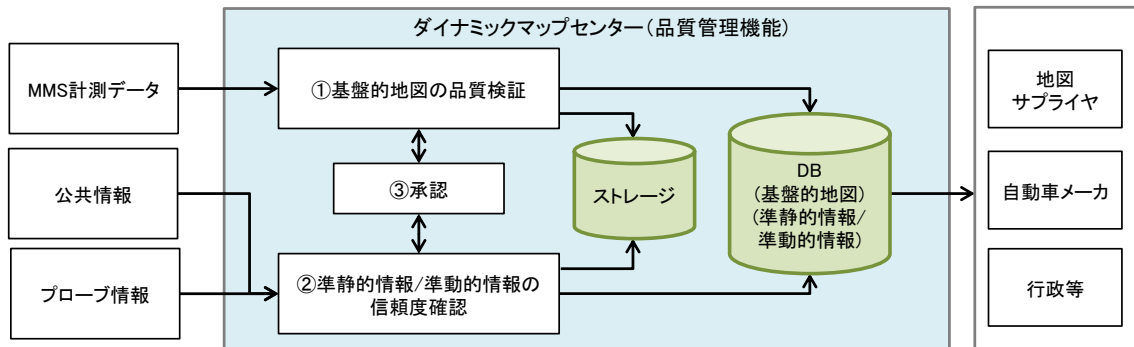 ダイナミックマップセンター(品質管理機能)
MMS計測データ
公共情報
プローブ情報
①基盤的地図の品質検証
③承認
②準静的情報/準動的情報の
信頼度確認
ストレージ
DB
(基盤的地図)
(準静的情報/
準動的情報)
地図
サプライヤ
自動車メーカ
行政等